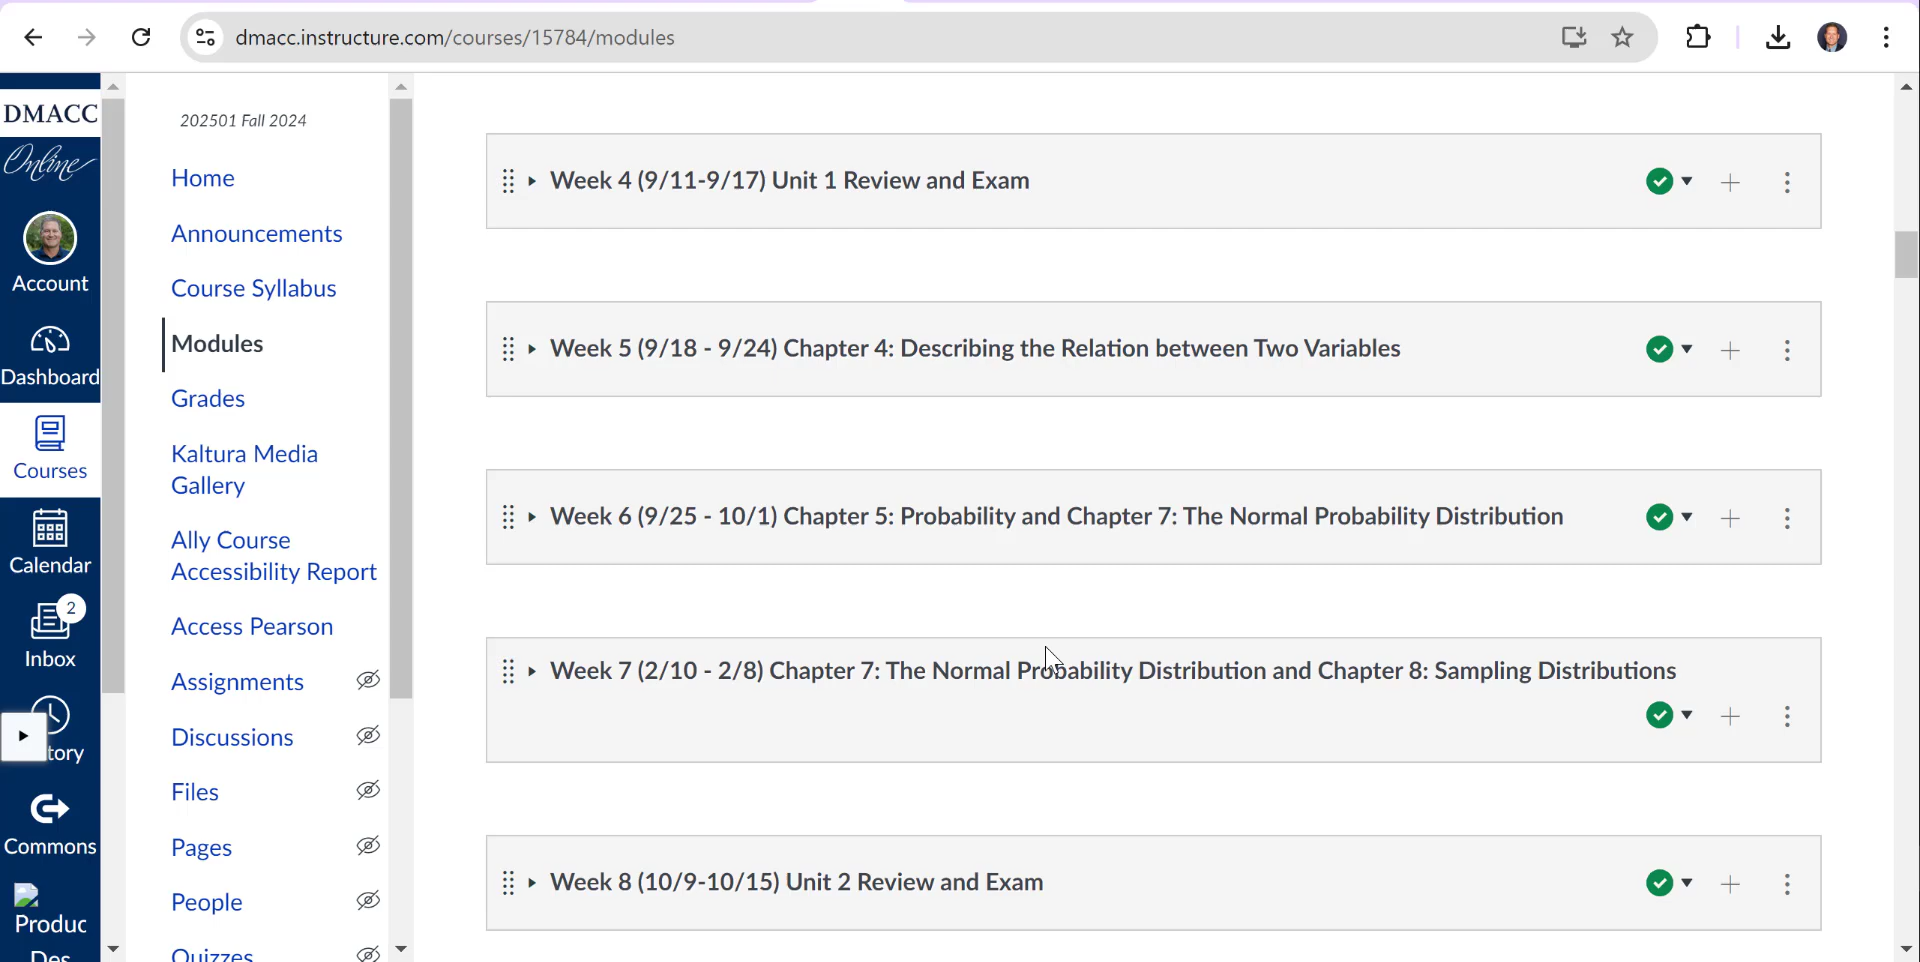 dmacc.instructure.com/courses/15784/modules
DMACC
Online
Account
Dashboard
Courses
Calendar
2
Inbox
tory
Commons
Produc
Des
202501 Fall 2024
Home
Announcements
Course Syllabus
Modules
Grades
Kaltura Media
Gallery
Ally Course
Accessibility Report
Access Pearson
Assignments
Discussions
Files
Pages
People
Quizzes
Week 4 (9/11-9/17) Unit 1 Review and Exam
Week 5 (9/18 - 9/24) Chapter 4: Describing the Relation between Two Variables
Week 6 (9/25 - 10/1) Chapter 5: Probability and Chapter 7: The Normal Probability Distribution
Week 7 (2/10 - 2/8) Chapter 7: The Normal Probability Distribution and Chapter 8: Sampling Distributions
Week 8 (10/9-10/15) Unit 2 Review and Exam